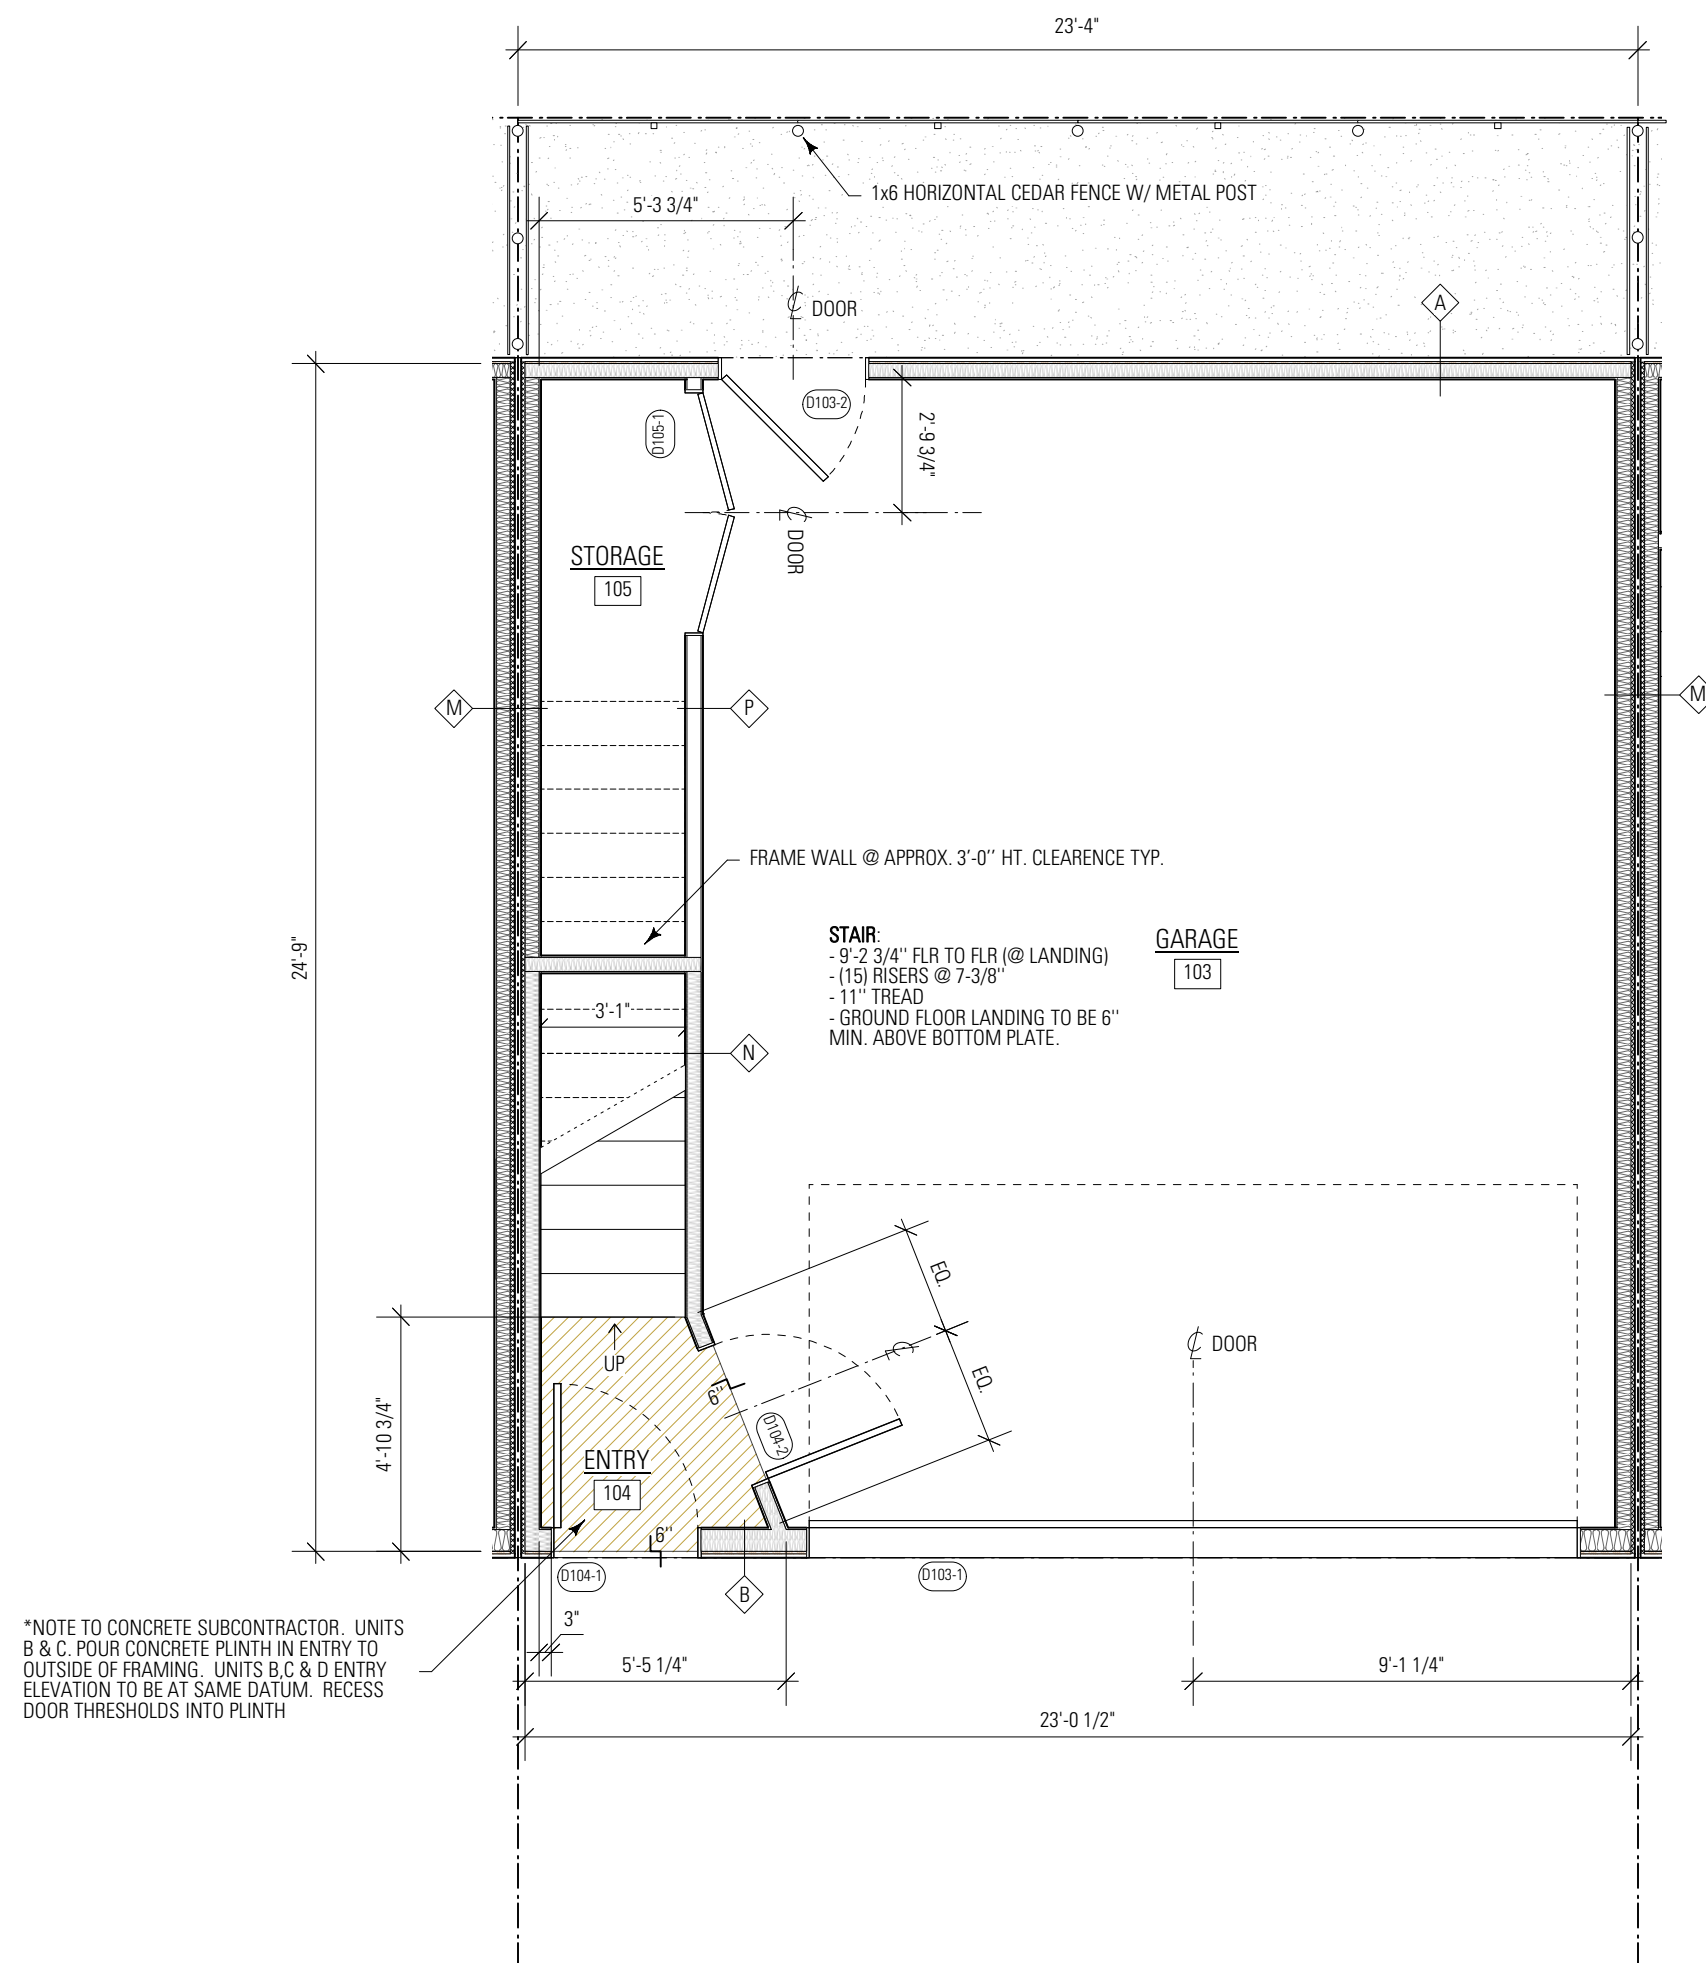 23'-4"
1x6 HORIZONTAL CEDAR FENCE W/ METAL POST
5'-3 3/4"
A
℄ DOOR
D103-2
D105-1
2'-9 3/4"
℄ DOOR
STORAGE
105
M
P
M
FRAME WALL @ APPROX. 3'-0'' HT. CLEARENCE TYP.
STAIR:
- 9'-2 3/4'' FLR TO FLR (@ LANDING)
- (15) RISERS @ 7-3/8''
- 11'' TREAD
- GROUND FLOOR LANDING TO BE 6''
MIN. ABOVE BOTTOM PLATE.
GARAGE
103
24'-9"
3'-1"
N
EQ.
EQ.
℄
℄ DOOR
UP
6''
4'-10 3/4"
D104-2
ENTRY
104
6''
D104-1
D103-1
B
*NOTE TO CONCRETE SUBCONTRACTOR. UNITS
B & C. POUR CONCRETE PLINTH IN ENTRY TO
OUTSIDE OF FRAMING. UNITS B,C & D ENTRY
ELEVATION TO BE AT SAME DATUM. RECESS
DOOR THRESHOLDS INTO PLINTH
3"
5'-5 1/4"
9'-1 1/4"
23'-0 1/2"